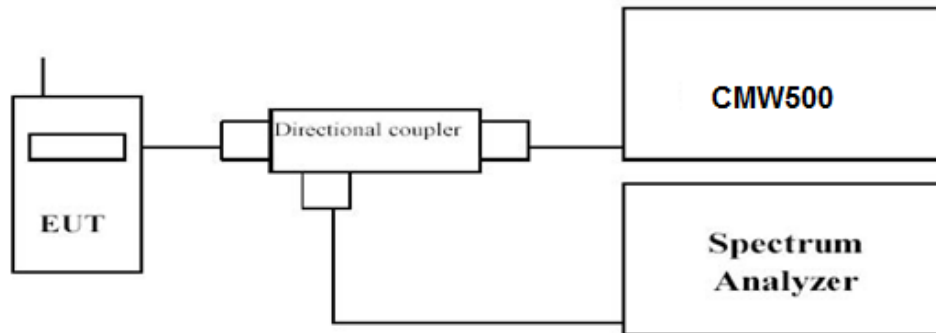 CMW500
Directional coupler
EUT
Spectrum
Analyzer